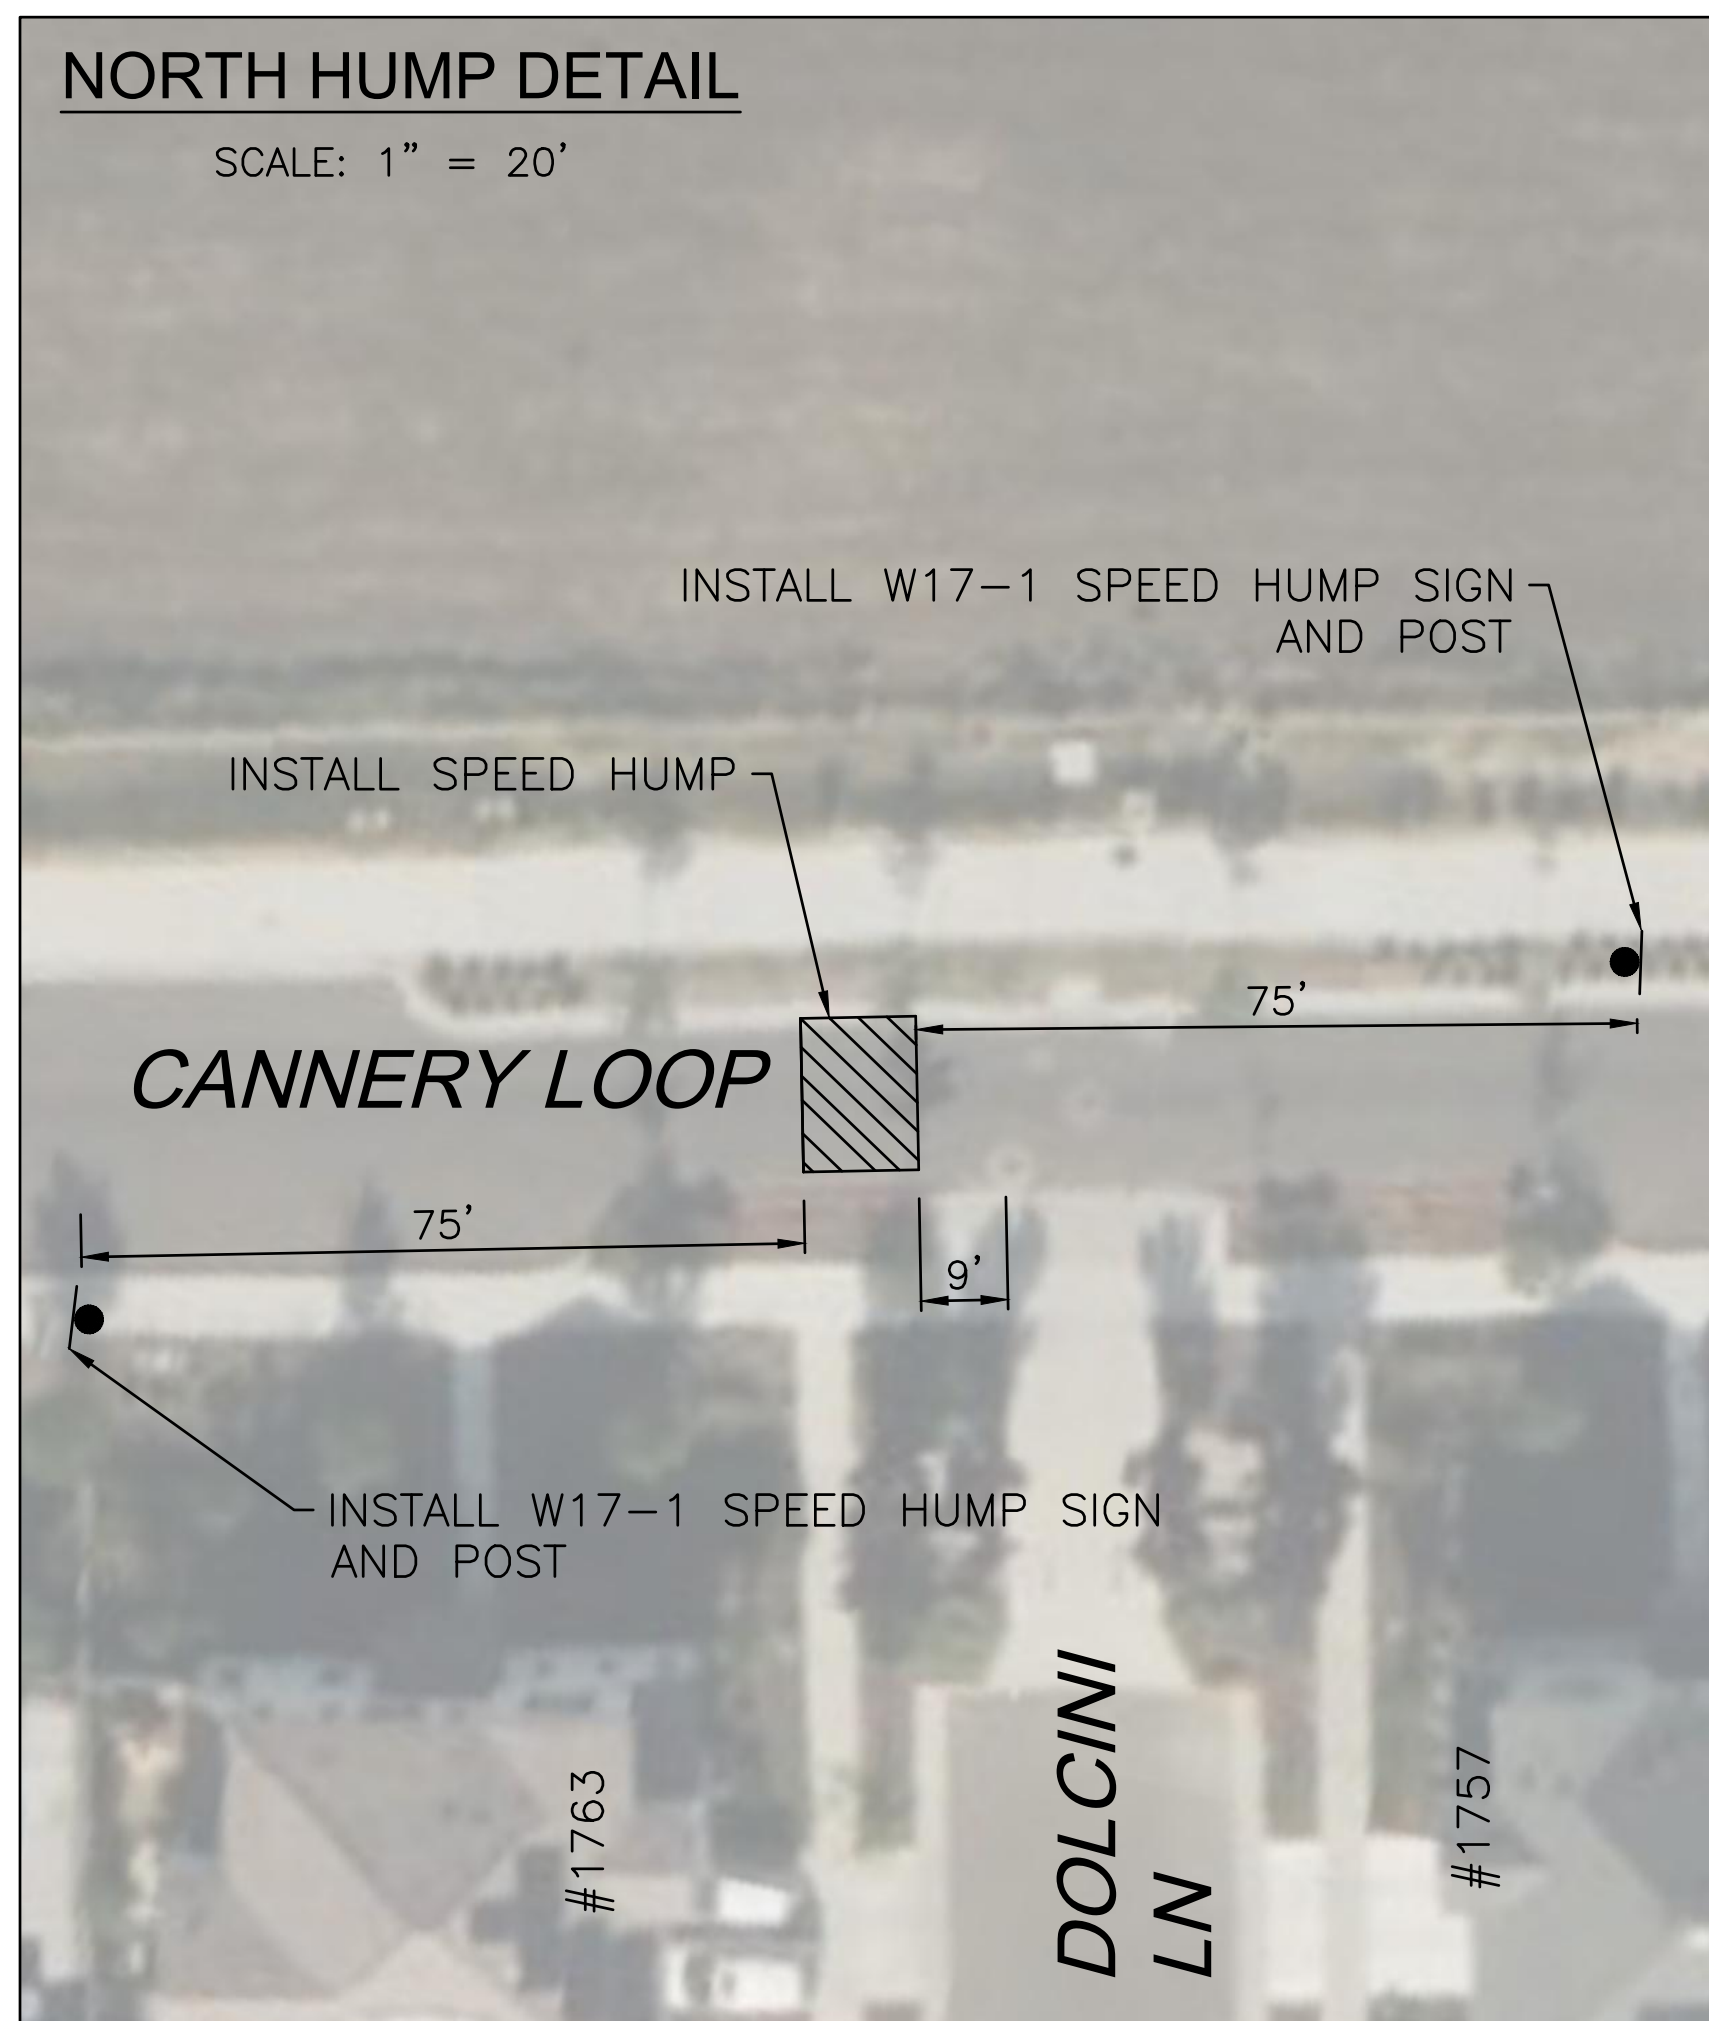 NORTH HUMP DETAIL
SCALE: 1" = 20'
INSTALL W17-1 SPEED HUMP SIGN
AND POST
INSTALL SPEED HUMP
75'
CANNERY LOOP
75'
9'
INSTALL W17-1 SPEED HUMP SIGN
AND POST
DOLCINI
LN
#1763
#1757